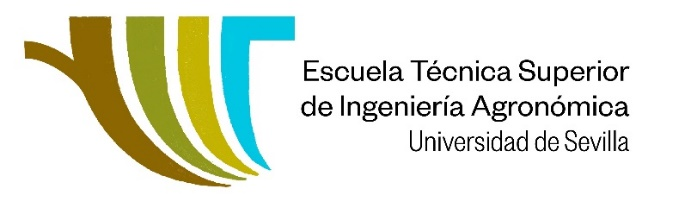 Escuela Técnica Superior
de Ingeniería Agronómica
Universidad de Sevilla